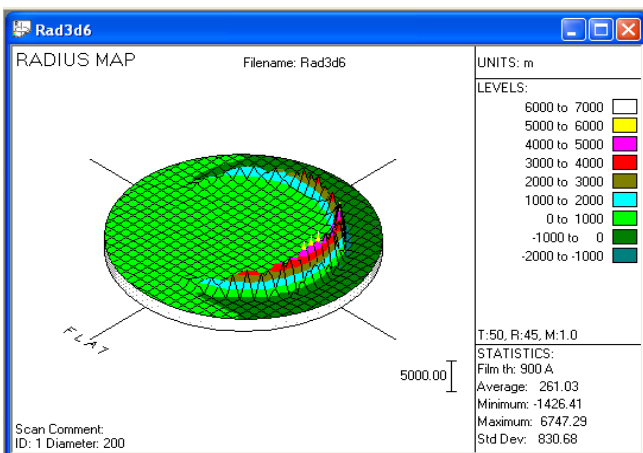 Rad3d6
RADIUS MAP
Filename: Rad3d6
UNITS: m
LEVELS:
6000 to 7000
5000 to 6000
4000 to 5000
3000 to 4000
2000 to 3000
1000 to 2000
0 to 1000
-1000 to 0
-2000 to -1000
FLAT
5000.00
T:50, R:45, M:1.0
STATISTICS:
Film th: 900 A
Average: 261.03
Minimum: -1426.41
Maximum: 6747.29
Std Dev: 830.68
Scan Comment:
ID: 1 Diameter: 200